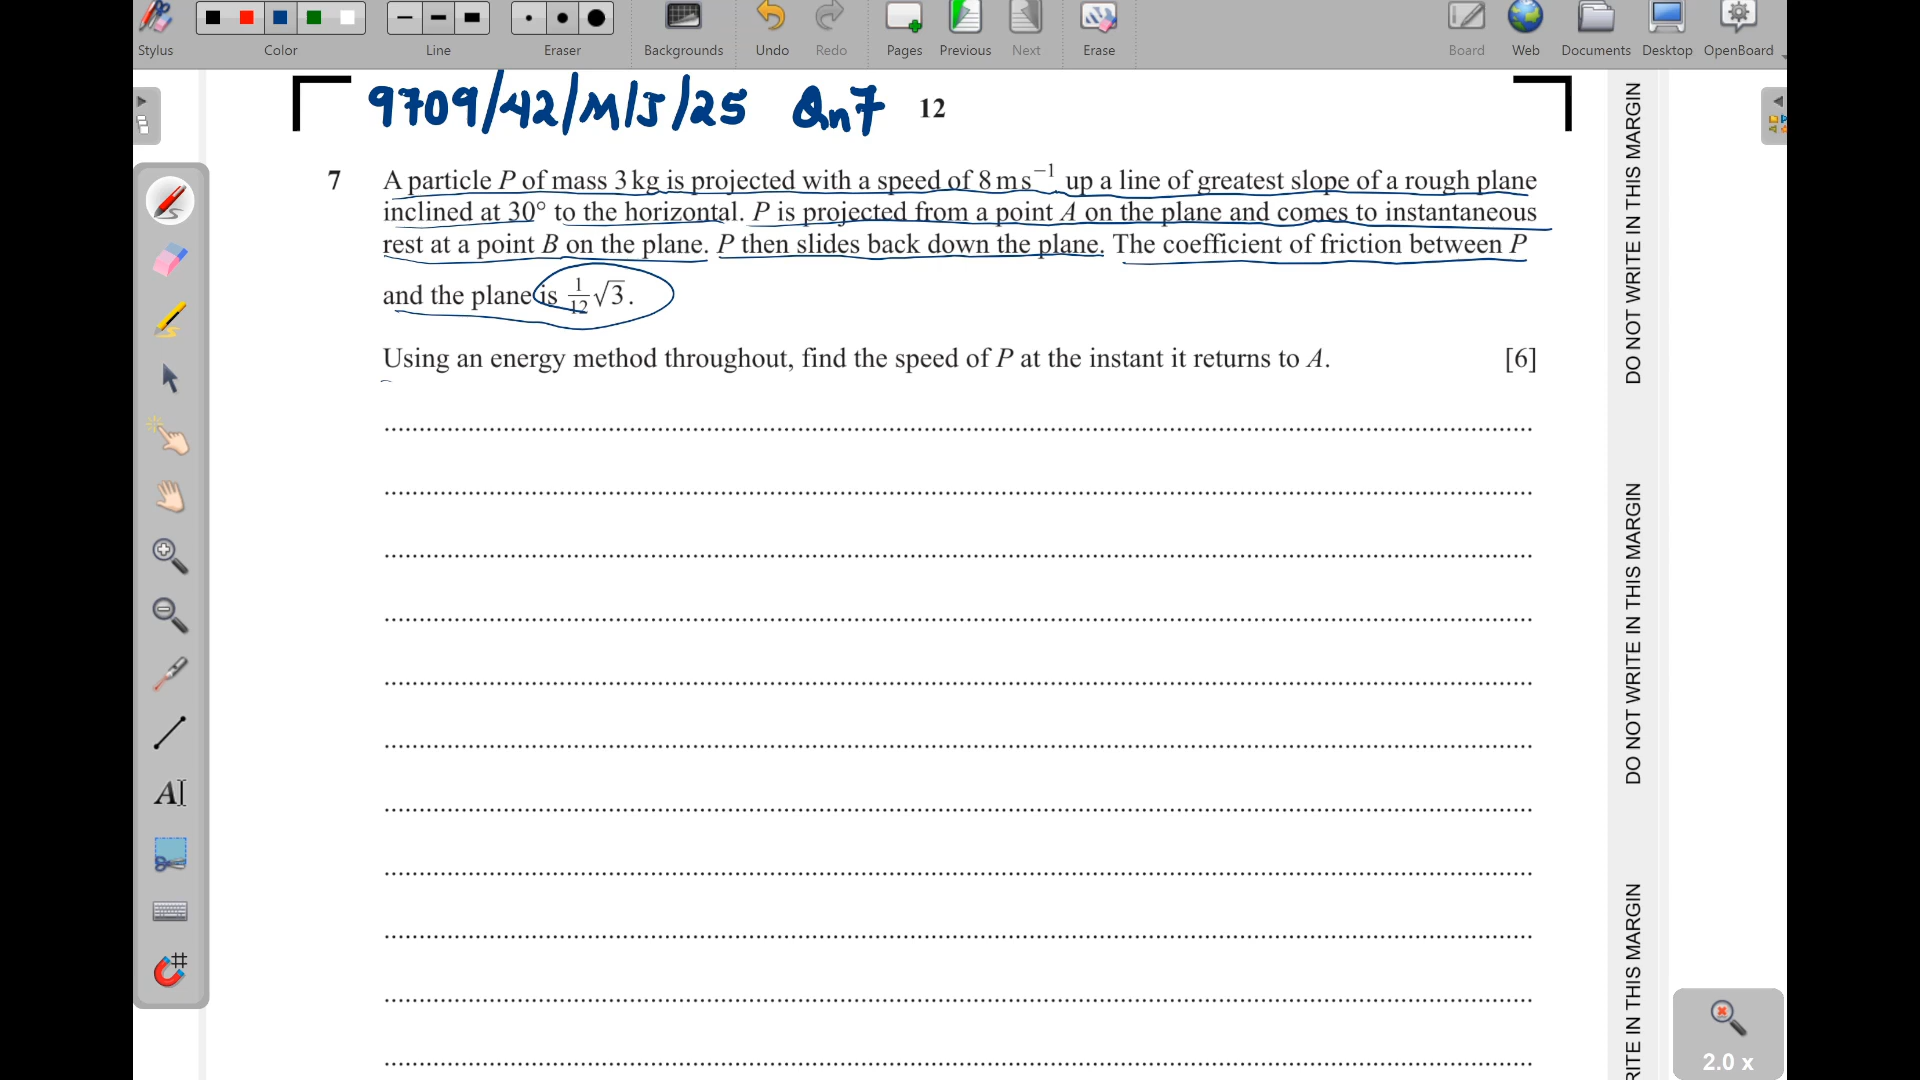 Stylus Color Line Eraser Backgrounds Undo Redo Pages Previous Next Erase Board Web Documents Desktop OpenBoard
9709/42/M/J/25 Qn7 12
7 A particle P of mass 3 kg is projected with a speed of 8 m s⁻¹ up a line of greatest slope of a rough plane
inclined at 30° to the horizontal. P is projected from a point A on the plane and comes to instantaneous
rest at a point B on the plane. P then slides back down the plane. The coefficient of friction between P
and the plane is 1/12 √3.
Using an energy method throughout, find the speed of P at the instant it returns to A. [6]
DO NOT WRITE IN THIS MARGIN
DO NOT WRITE IN THIS MARGIN
RITE IN THIS MARGIN
AI
2.0 x